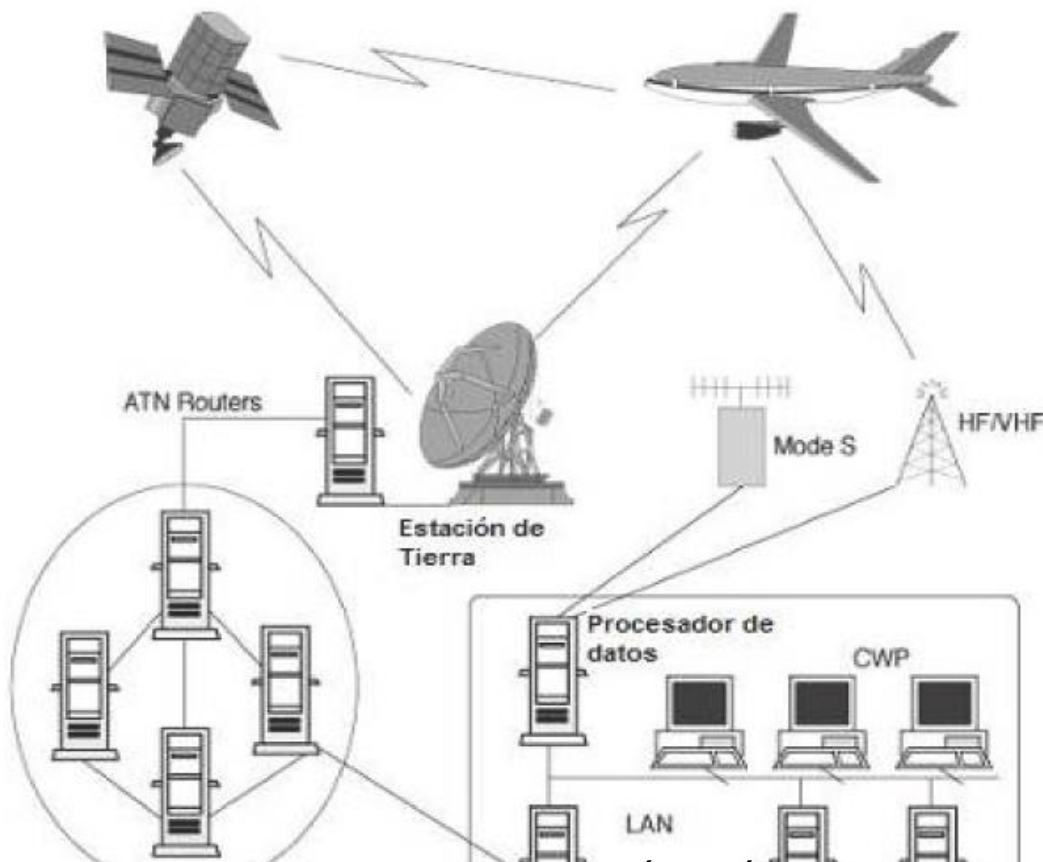 ATN Routers
Mode S
HF/VHF
Estación de
Tierra
Procesador de
datos
CWP
LAN